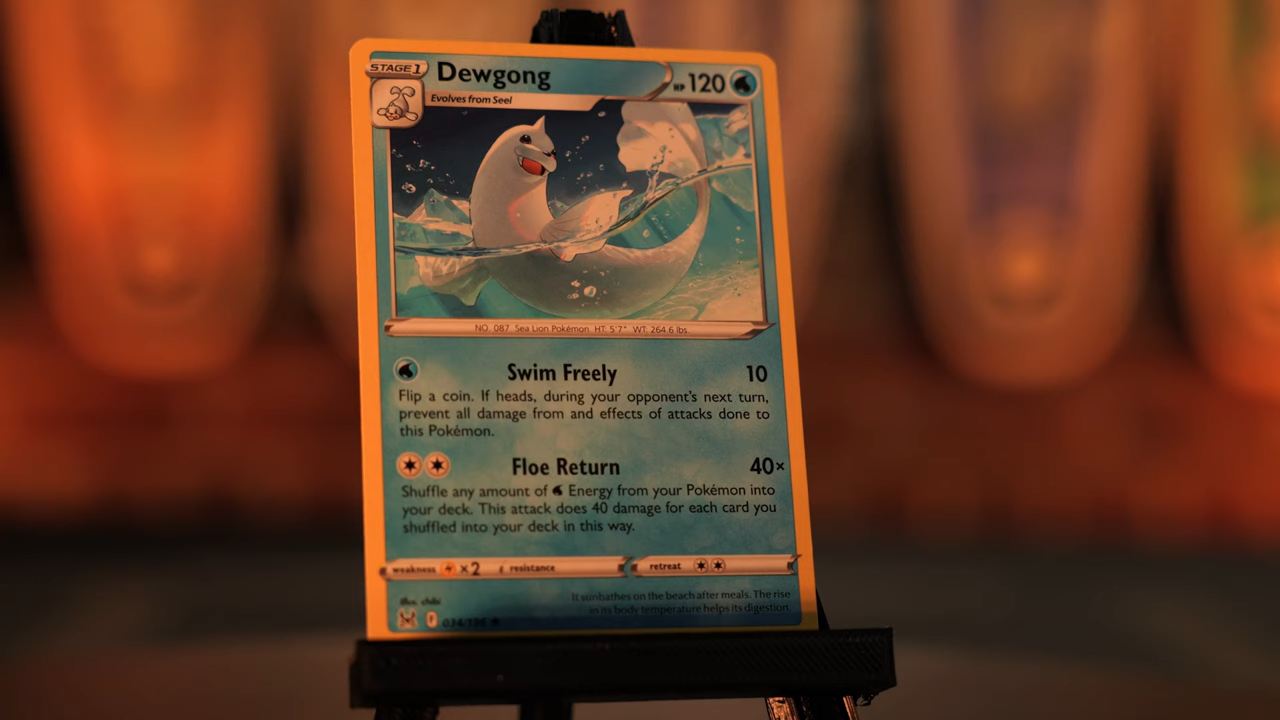 STAGE 1
Dewgong
HP 120
Evolves from Seel
NO. 087 Sea Lion Pokémon HT: 5'7" WT: 264.6 lbs.
Swim Freely 10
Flip a coin. If heads, during your opponent's next turn,
prevent all damage from and effects of attacks done to
this Pokémon.
Floe Return 40×
Shuffle any amount of Energy from your Pokémon into
your deck. This attack does 40 damage for each card you
shuffled into your deck in this way.
weakness ×2 resistance retreat
Illus. chibi
It sunbathes on the beach after meals. The rise
in its body temperature helps its digestion.
F 034/196